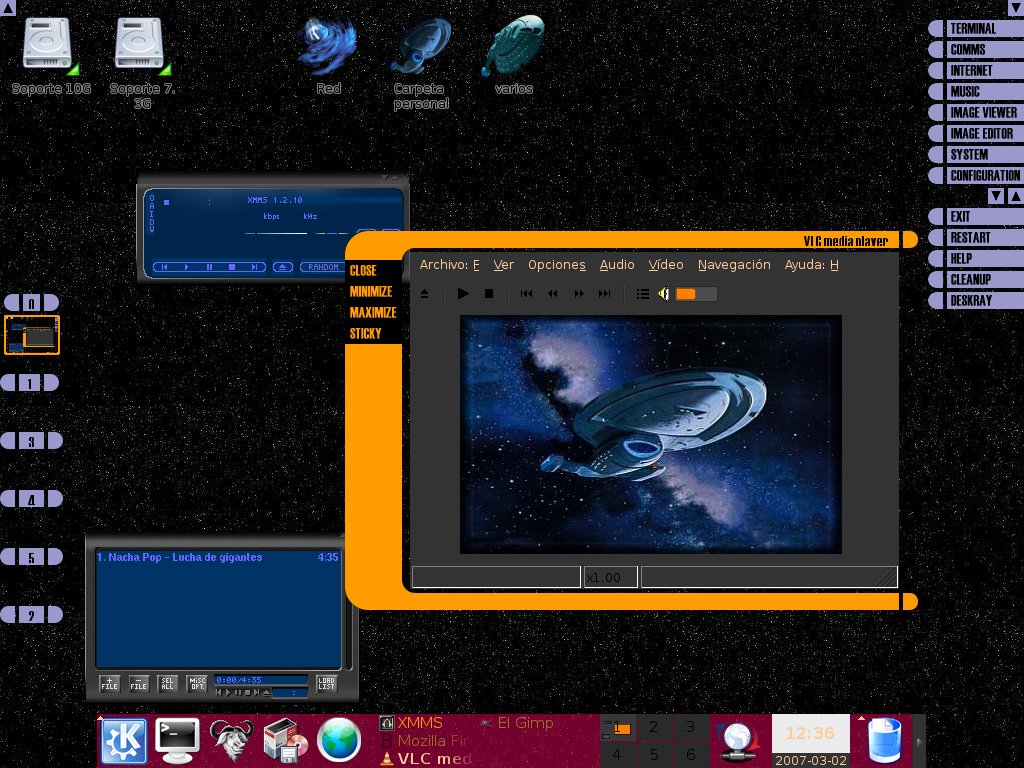 Soporte 10G
Soporte 7.
3G
Red
Carpeta
personal
varios
TERMINAL
COMMS
INTERNET
MUSIC
IMAGE VIEWER
IMAGE EDITOR
SYSTEM
CONFIGURATION
EXIT
RESTART
HELP
CLEANUP
DESKRAY
O
A
I
D
V
XMMS 1.2.10
kbps kHz
RANDOM
VLC media player
CLOSE
MINIMIZE
MAXIMIZE
STICKY
Archivo: F Ver Opciones Audio Vídeo Navegación Ayuda: H
x1.00
0
1
3
4
5
2
1. Nacha Pop - Lucha de gigantes 4:35
+ FILE
- FILE
SEL ALL
MISC OPT.
0:00/4:35
LOAD LIST
XMMS
El Gimp
Mozilla Fir
VLC med
1 2 3
4 5 6
12:36
2007-03-02